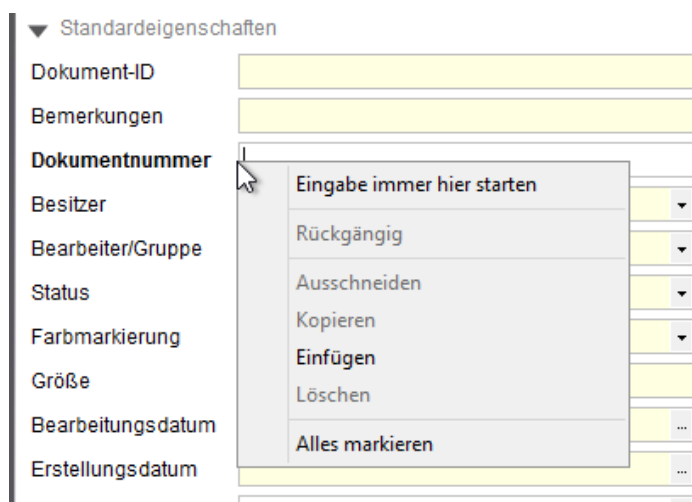 Standardeigenschaften
Dokument-ID
Bemerkungen
Dokumentnummer
Besitzer
Bearbeiter/Gruppe
Status
Farbmarkierung
Größe
Bearbeitungsdatum
Erstellungsdatum
Eingabe immer hier starten
Rückgängig
Ausschneiden
Kopieren
Einfügen
Löschen
Alles markieren
...
...